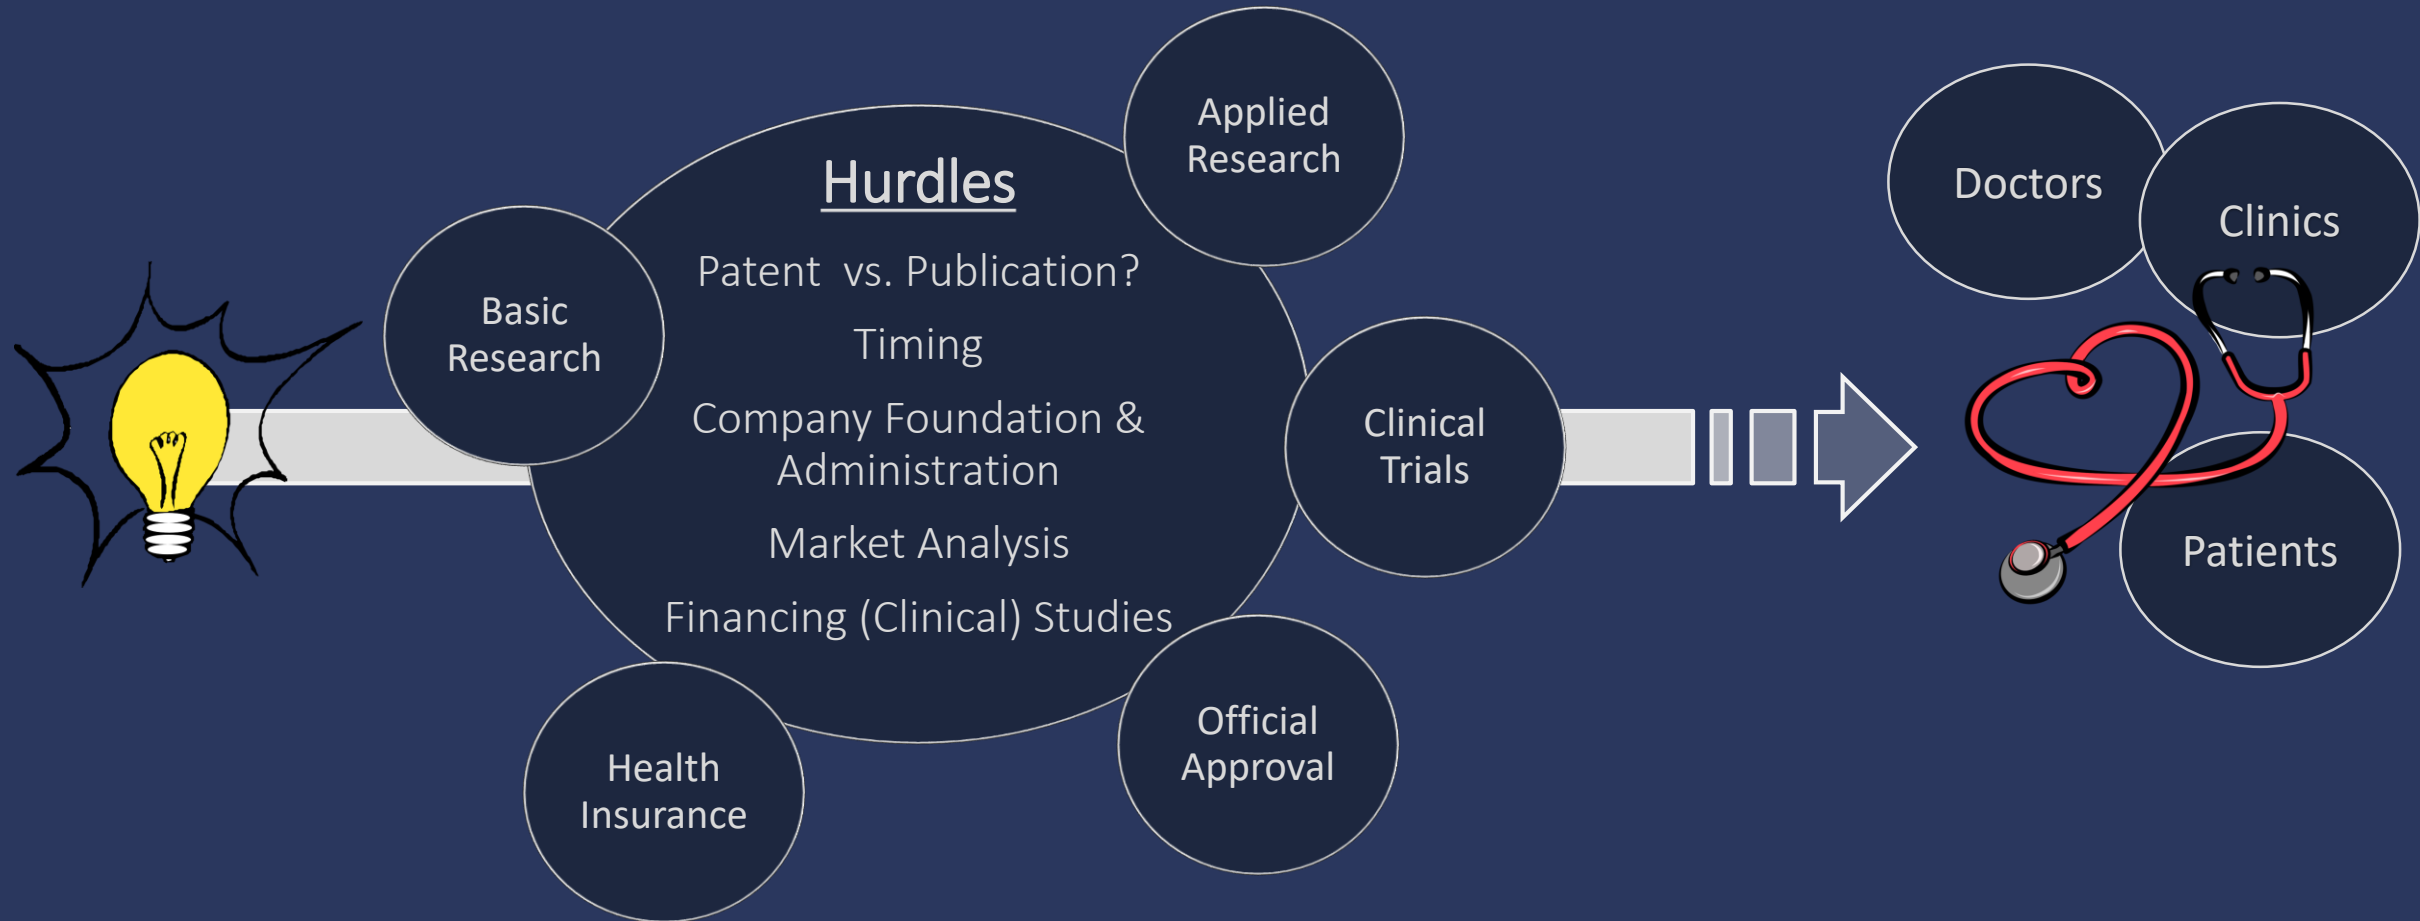 Hurdles
Patent  vs. Publication?
Timing
Company Foundation &
Administration
Market Analysis
Financing (Clinical) Studies
Basic
Research
Applied
Research
Clinical
Trials
Official
Approval
Health
Insurance
Doctors
Clinics
Patients